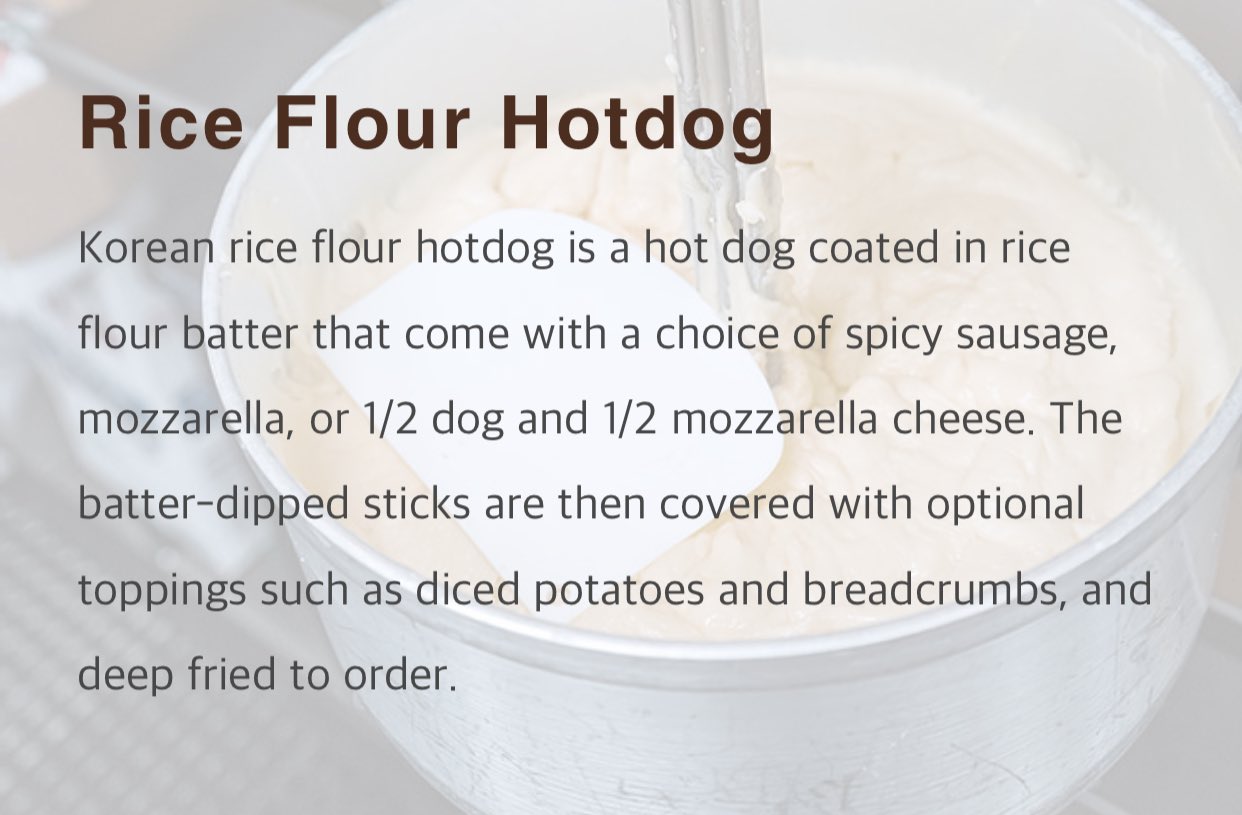 Rice Flour Hotdog
Korean rice flour hotdog is a hot dog coated in rice
flour batter that come with a choice of spicy sausage,
mozzarella, or 1/2 dog and 1/2 mozzarella cheese. The
batter-dipped sticks are then covered with optional
toppings such as diced potatoes and breadcrumbs, and
deep fried to order.